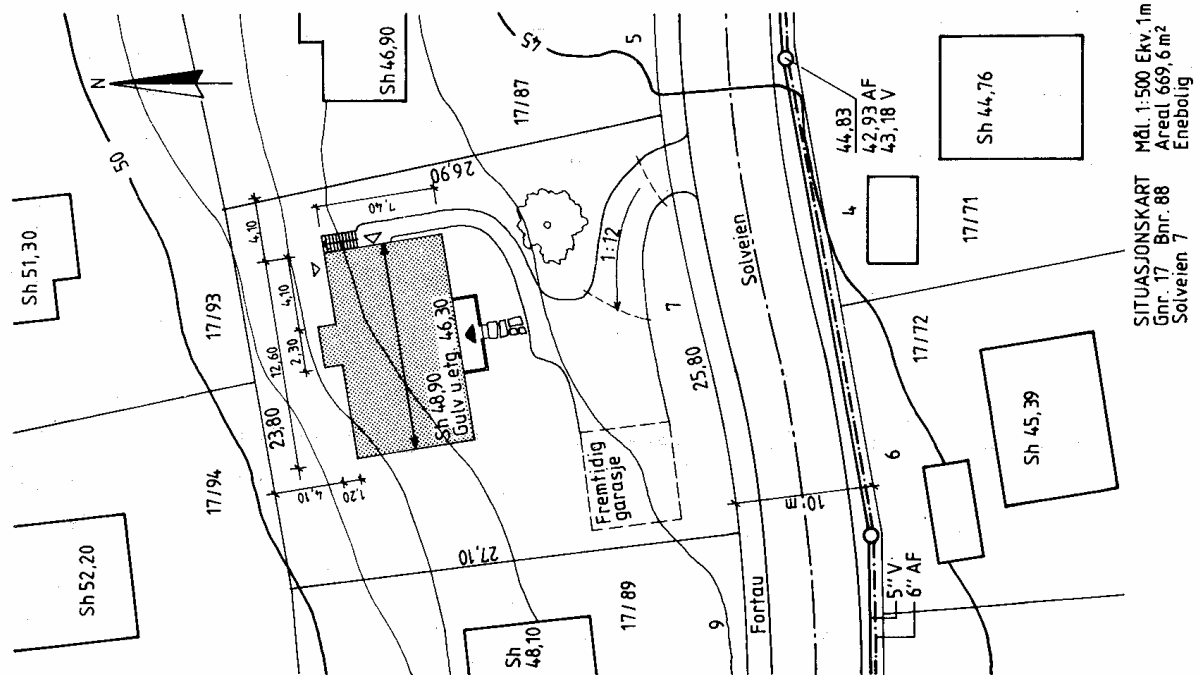 Sh 51,30
N
50
Sh 46,90
45
5
17/87
26,90
7,40
4,10
4,10
2,30
12,60
23,80
17/93
17/94
4,10
1,20
Sh 52,20
Sh 48,90
Gulv u.etg. 46,30
1:12
7
25,80
Fremtidig
garasje
27,10
17/89
Sh
48,10
9
Fortau
Solveien
10 m
44,83
42,93 AF
43,18 V
Sh 44,76
4
17/71
17/72
6
Sh 45,39
5" V
6" AF
SITUASJONSKART
Gnr. 17 Bnr. 88
Solveien 7
Mål. 1:500 Ekv. 1m
Areal 669,6 m²
Enebolig